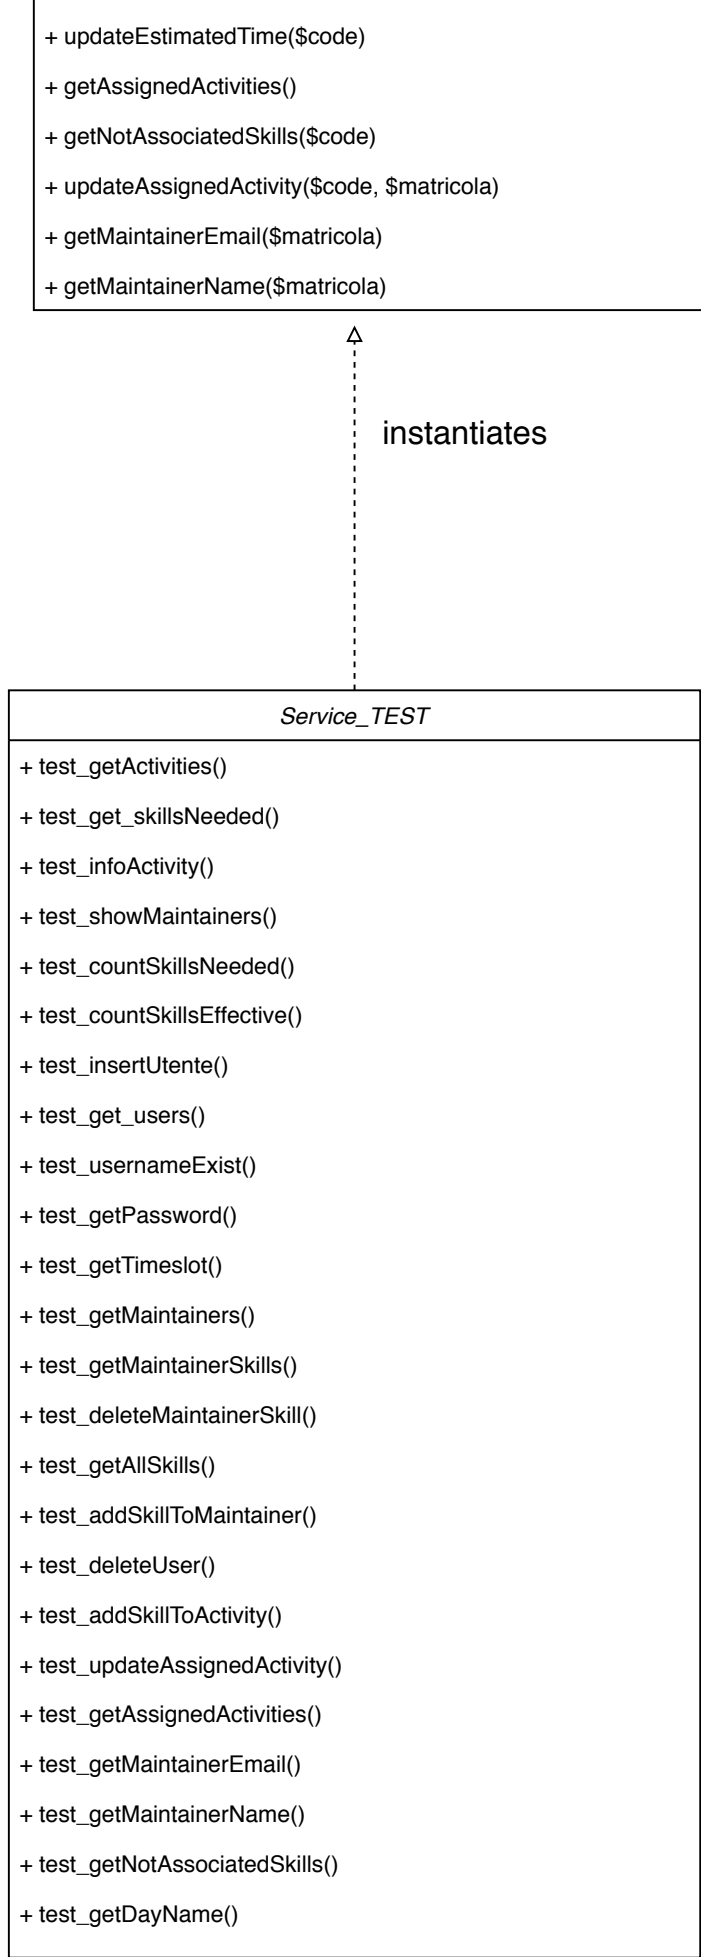 + updateEstimatedTime($code)
+ getAssignedActivities()
+ getNotAssociatedSkills($code)
+ updateAssignedActivity($code, $matricola)
+ getMaintainerEmail($matricola)
+ getMaintainerName($matricola)
instantiates
Service_TEST
+ test_getActivities()
+ test_get_skillsNeeded()
+ test_infoActivity()
+ test_showMaintainers()
+ test_countSkillsNeeded()
+ test_countSkillsEffective()
+ test_insertUtente()
+ test_get_users()
+ test_usernameExist()
+ test_getPassword()
+ test_getTimeslot()
+ test_getMaintainers()
+ test_getMaintainerSkills()
+ test_deleteMaintainerSkill()
+ test_getAllSkills()
+ test_addSkillToMaintainer()
+ test_deleteUser()
+ test_addSkillToActivity()
+ test_updateAssignedActivity()
+ test_getAssignedActivities()
+ test_getMaintainerEmail()
+ test_getMaintainerName()
+ test_getNotAssociatedSkills()
+ test_getDayName()